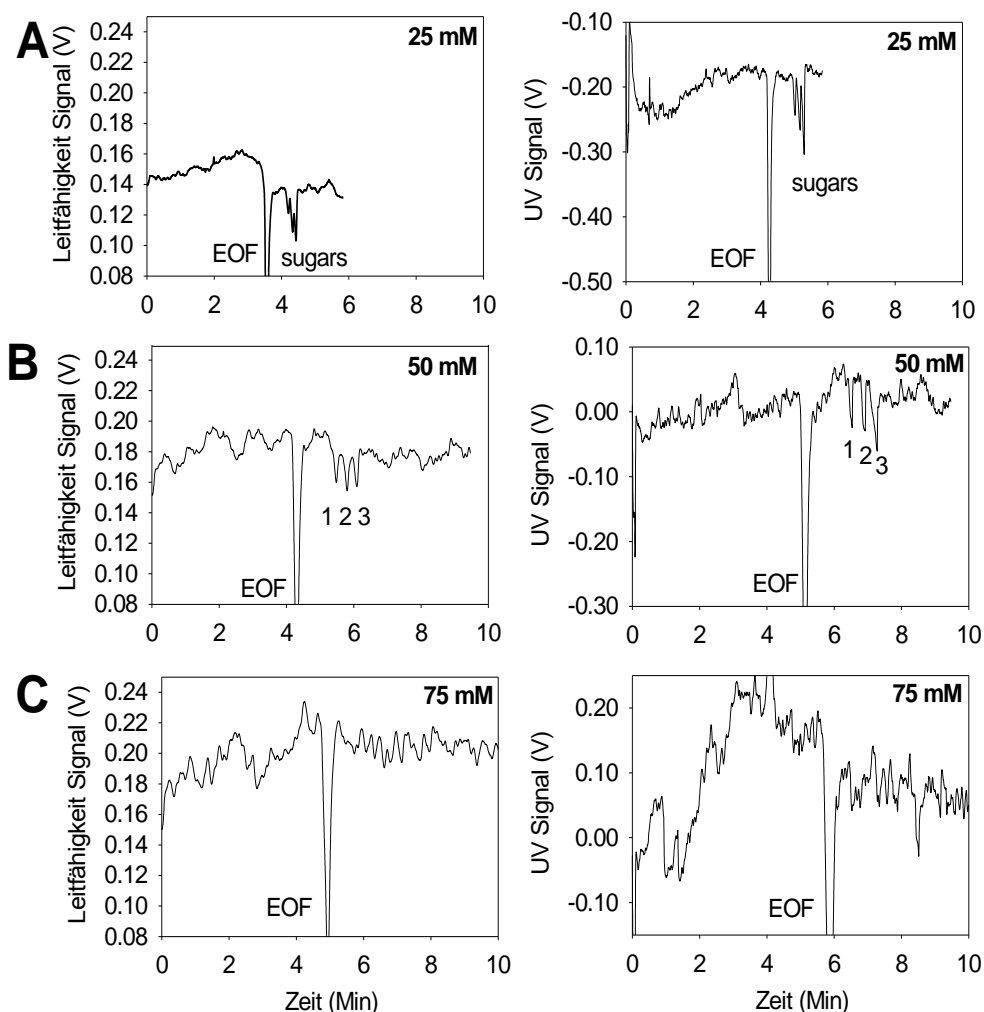 A
25 mM
Leitfähigkeit Signal (V)
0.24
0.22
0.20
0.18
0.16
0.14
0.12
0.10
0.08
EOF
sugars
0 2 4 6 8 10
25 mM
UV Signal (V)
-0.10
-0.20
-0.30
-0.40
-0.50
EOF
sugars
0 2 4 6 8 10
B
50 mM
Leitfähigkeit Signal (V)
0.24
0.22
0.20
0.18
0.16
0.14
0.12
0.10
0.08
EOF
1 2 3
0 2 4 6 8 10
50 mM
UV Signal (V)
0.10
0.00
-0.10
-0.20
-0.30
EOF
1 2 3
0 2 4 6 8 10
C
75 mM
Leitfähigkeit Signal (V)
0.24
0.22
0.20
0.18
0.16
0.14
0.12
0.10
0.08
EOF
0 2 4 6 8 10
Zeit (Min)
75 mM
UV Signal (V)
0.20
0.10
0.00
-0.10
EOF
0 2 4 6 8 10
Zeit (Min)